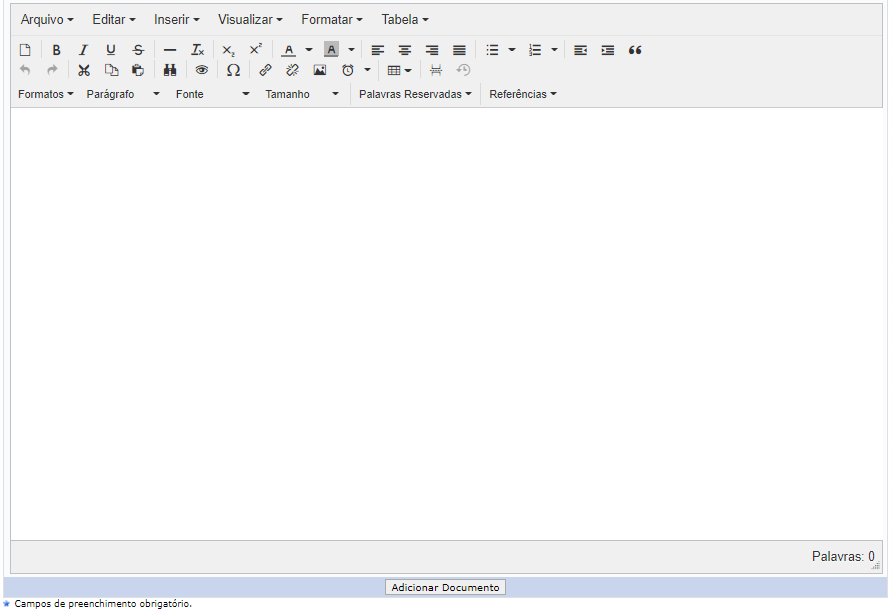 Arquivo Editar Inserir Visualizar Formatar Tabela
Formatos Parágrafo Fonte Tamanho Palavras Reservadas Referências
Palavras: 0
Adicionar Documento
Campos de preenchimento obrigatório.